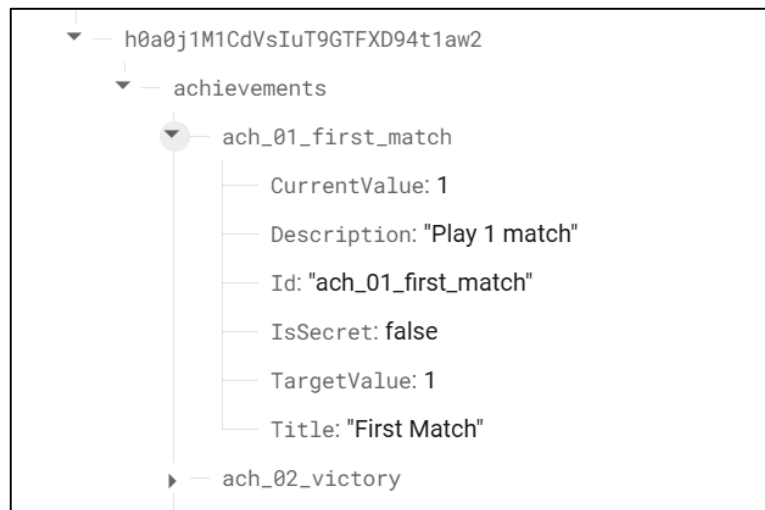 h0a0j1M1CdVsIuT9GTFXD94t1aw2
achievements
ach_01_first_match
CurrentValue: 1
Description: "Play 1 match"
Id: "ach_01_first_match"
IsSecret: false
TargetValue: 1
Title: "First Match"
ach_02_victory